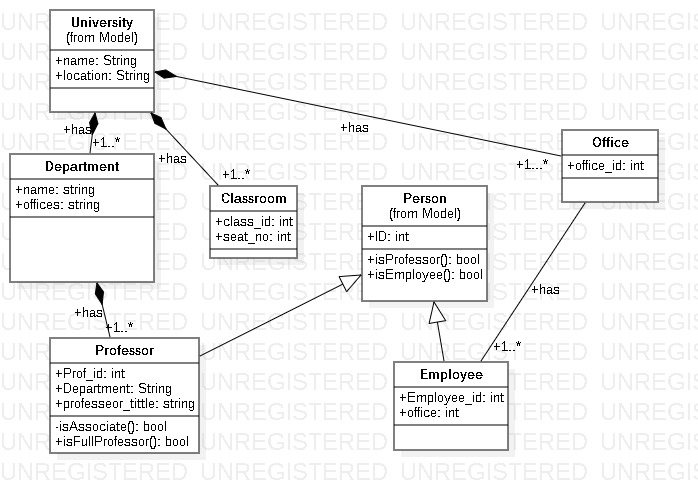 University
(from Model)
+name: String
+location: String
+has
+1..*
+has
+1..*
+has
+1...*
Office
+office_id: int
Department
+name: string
+offices: string
Classroom
+class_id: int
+seat_no: int
Person
(from Model)
+ID: int
+isProfessor(): bool
+isEmployee(): bool
+has
+1..*
+has
+1..*
Professor
+Prof_id: int
+Department: String
+professeor_tittle: string
-isAssociate(): bool
+isFullProfessor(): bool
Employee
+Employee_id: int
+office: int
UNREGISTERED